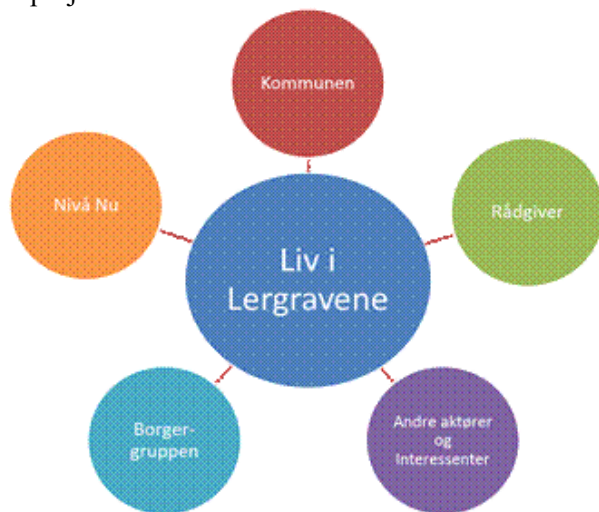 Kommunen
Nivå Nu
Rådgiver
Liv i
Lergravene
Borger-
gruppen
Andre aktører
og
Interessenter